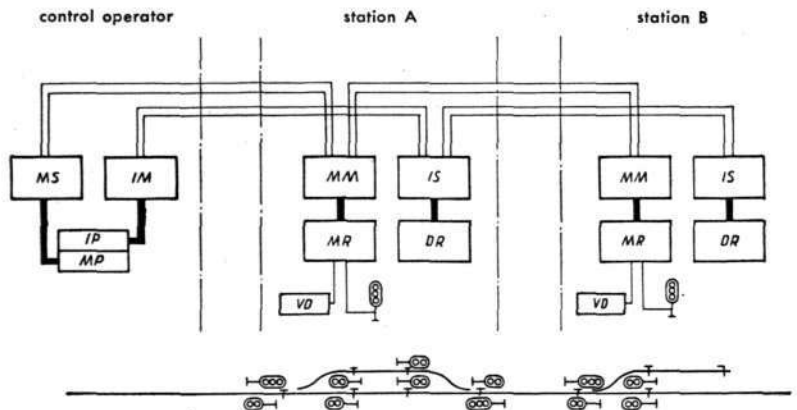 control operator station A station B
MS IM MM IS MM IS
IP MR DR MR DR
MP
VD VD